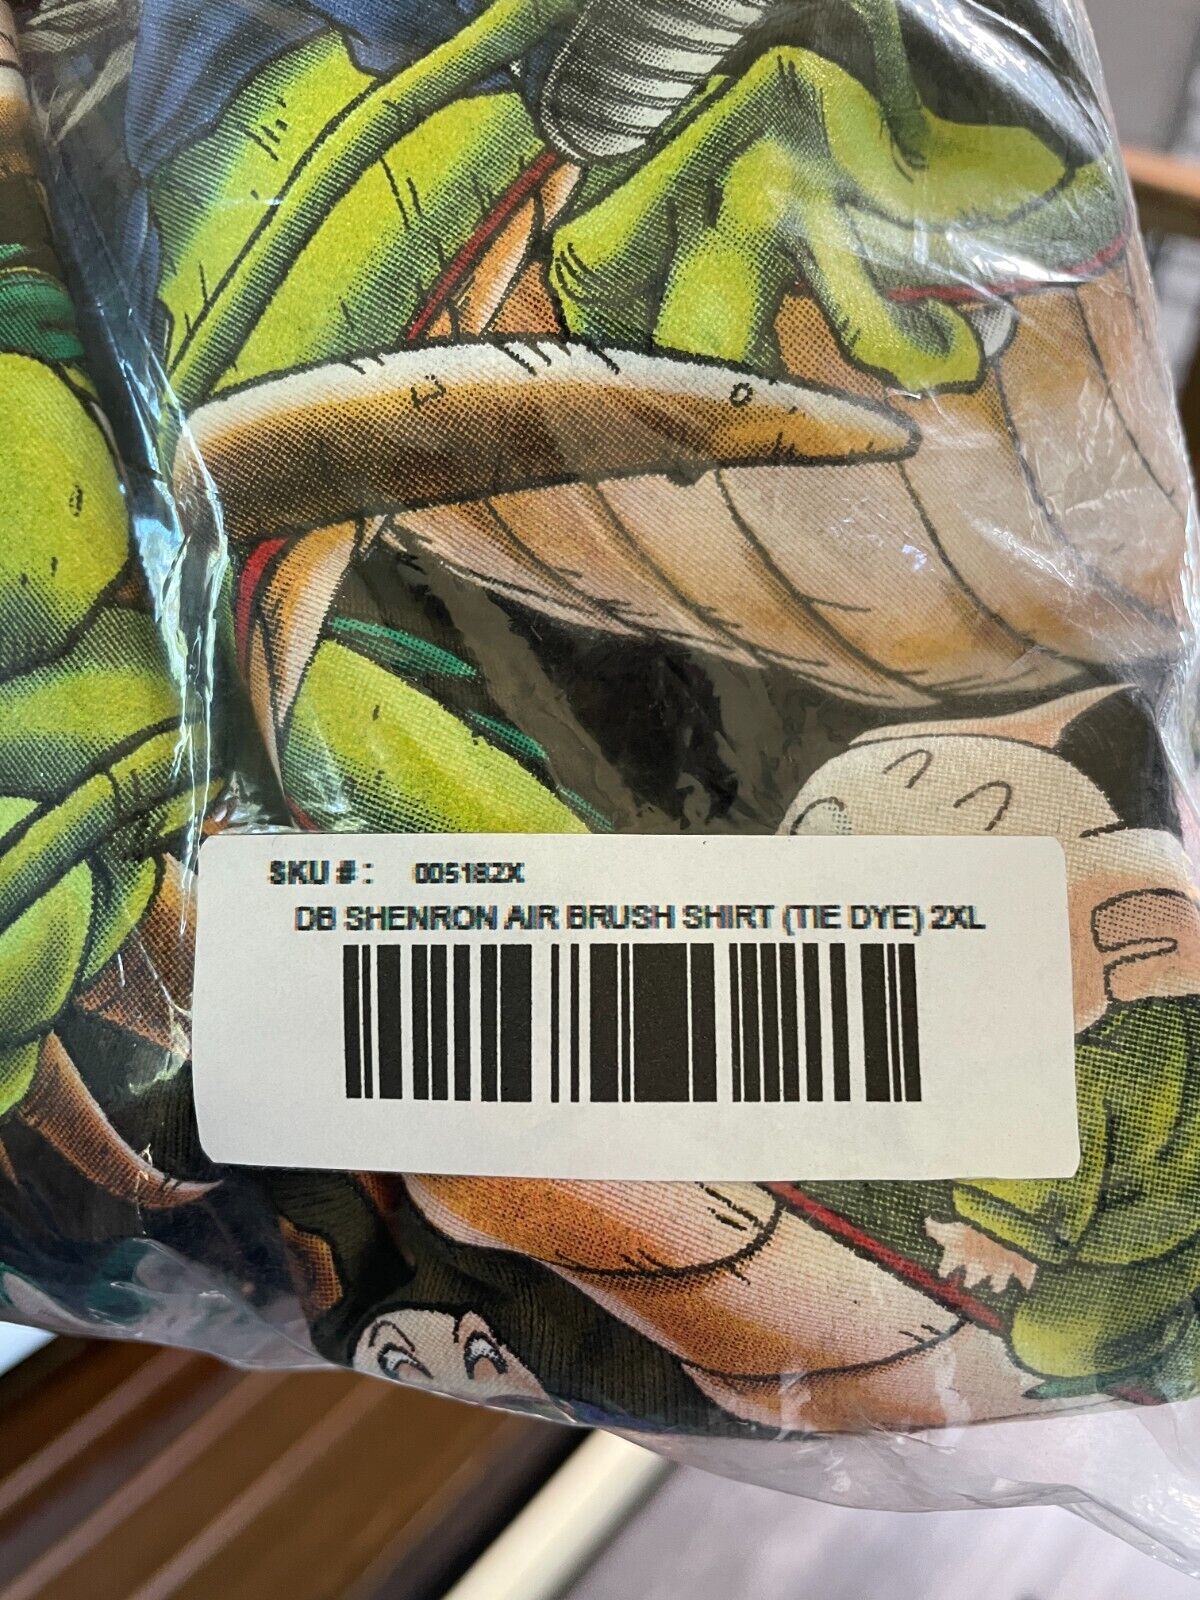 SKU # : 005182X
DB SHENRON AIR BRUSH SHIRT (TIE DYE) 2XL